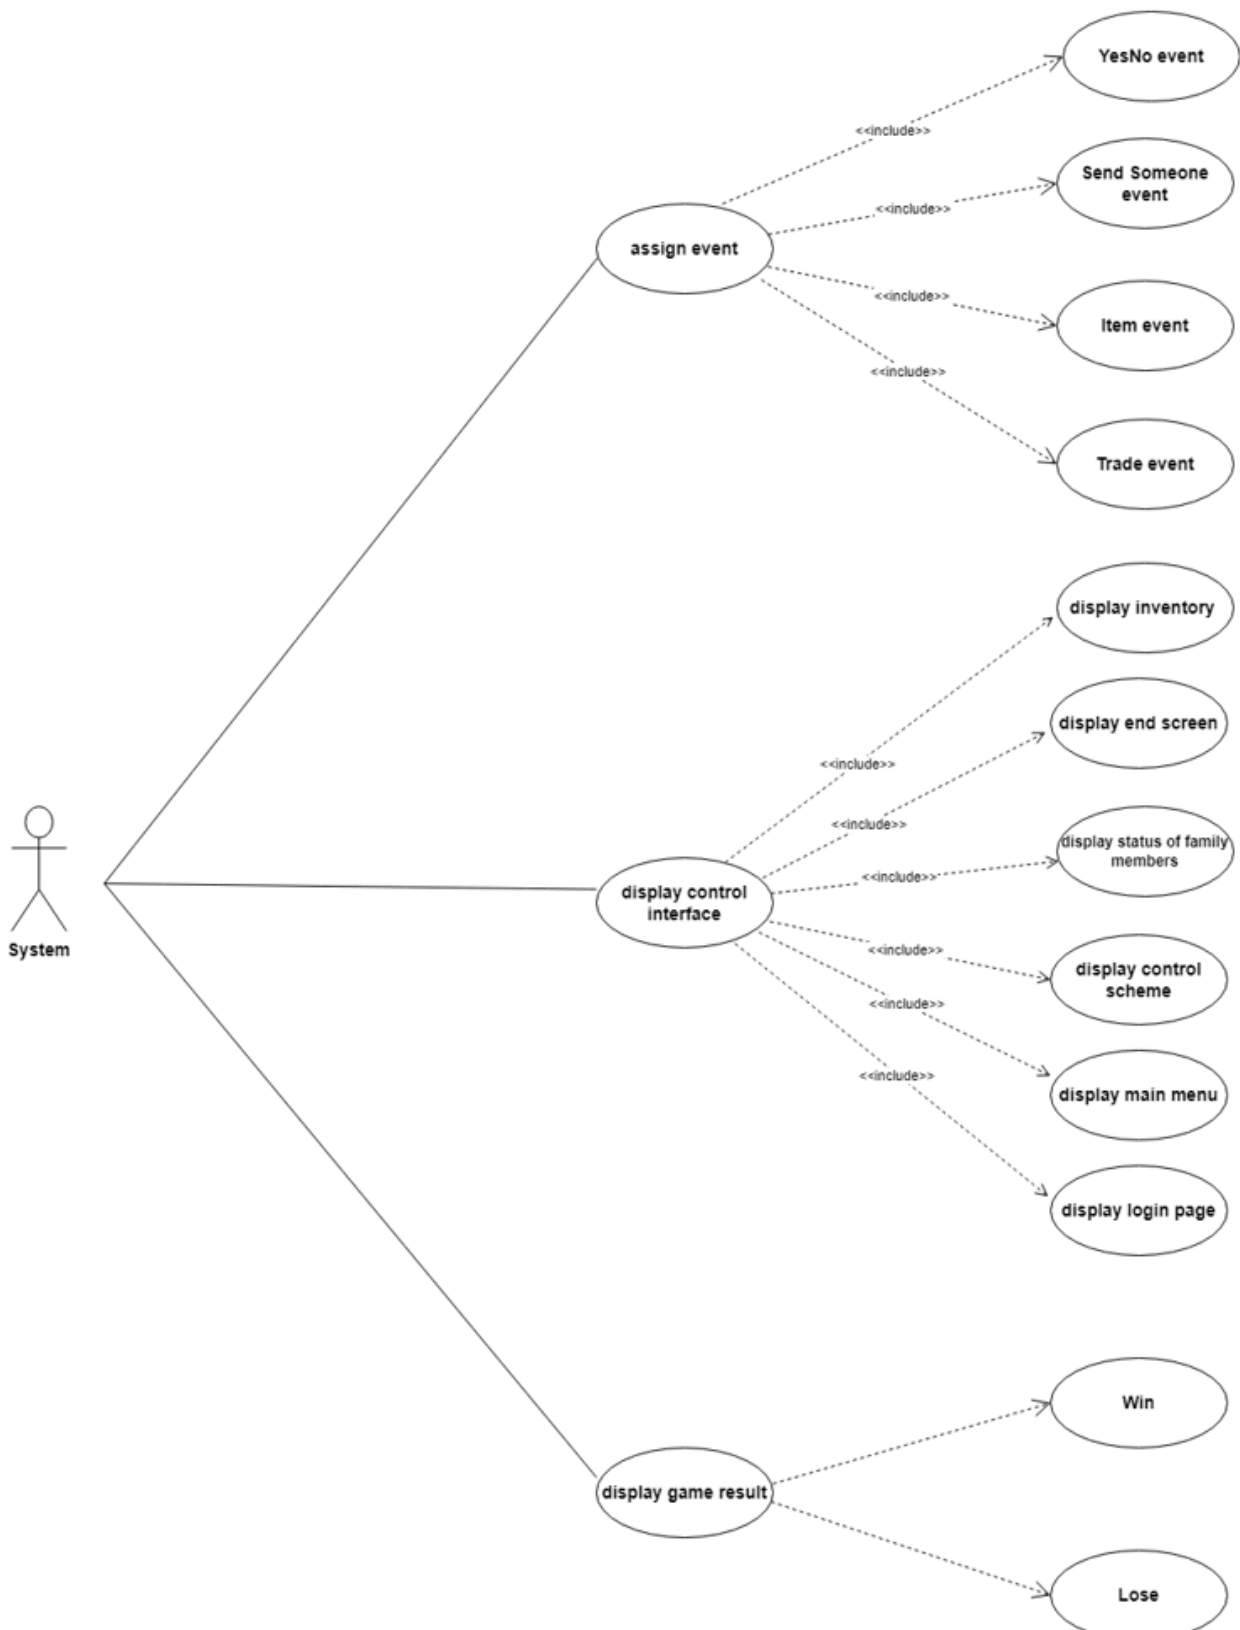 YesNo event
<<include>>
Send Someone
event
<<include>>
assign event
<<include>>
Item event
<<include>>
Trade event
display inventory
display end screen
<<include>>
<<include>>
display status of family
members
<<include>>
display control
interface
System
<<include>>
display control
scheme
<<include>>
display main menu
<<include>>
display login page
Win
display game result
Lose